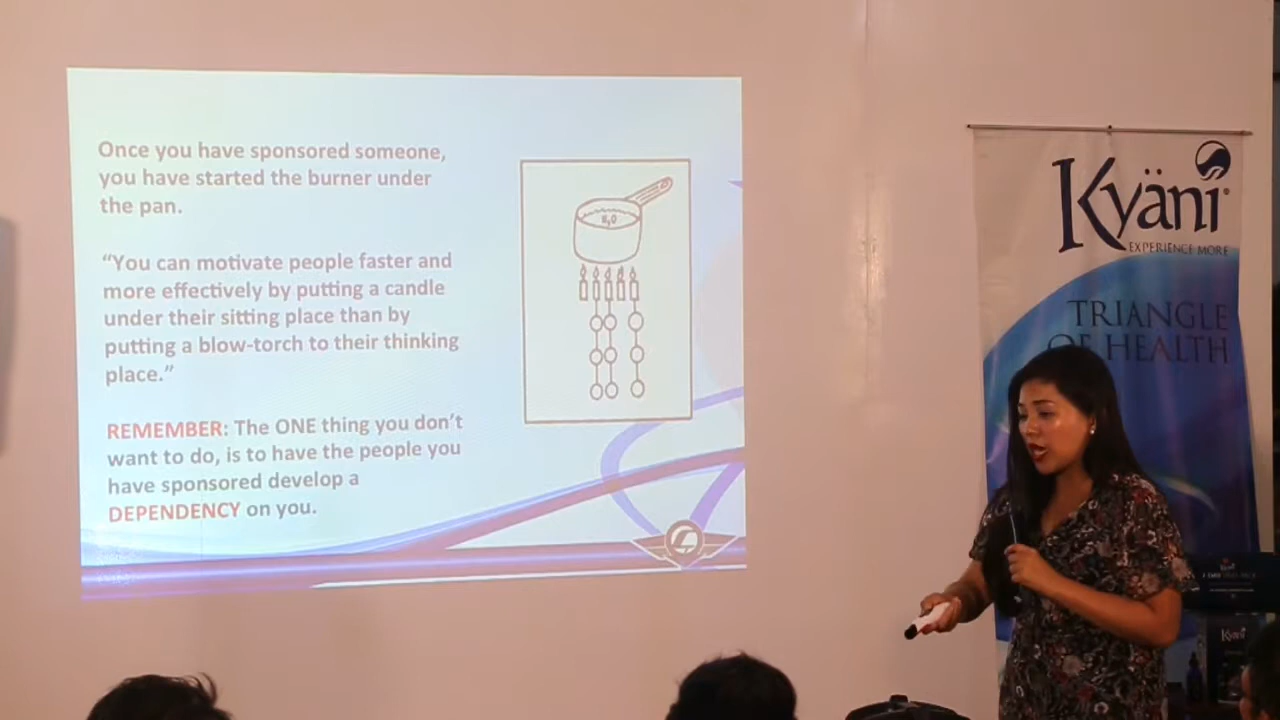 Once you have sponsored someone,
you have started the burner under
the pan.
“You can motivate people faster and
more effectively by putting a candle
under their sitting place than by
putting a blow-torch to their thinking
place.”
REMEMBER: The ONE thing you don’t
want to do, is to have the people you
have sponsored develop a
DEPENDENCY on you.
H₂O
Kyäni®
EXPERIENCE MORE
TRIANGLE
OF HEALTH
Kyäni